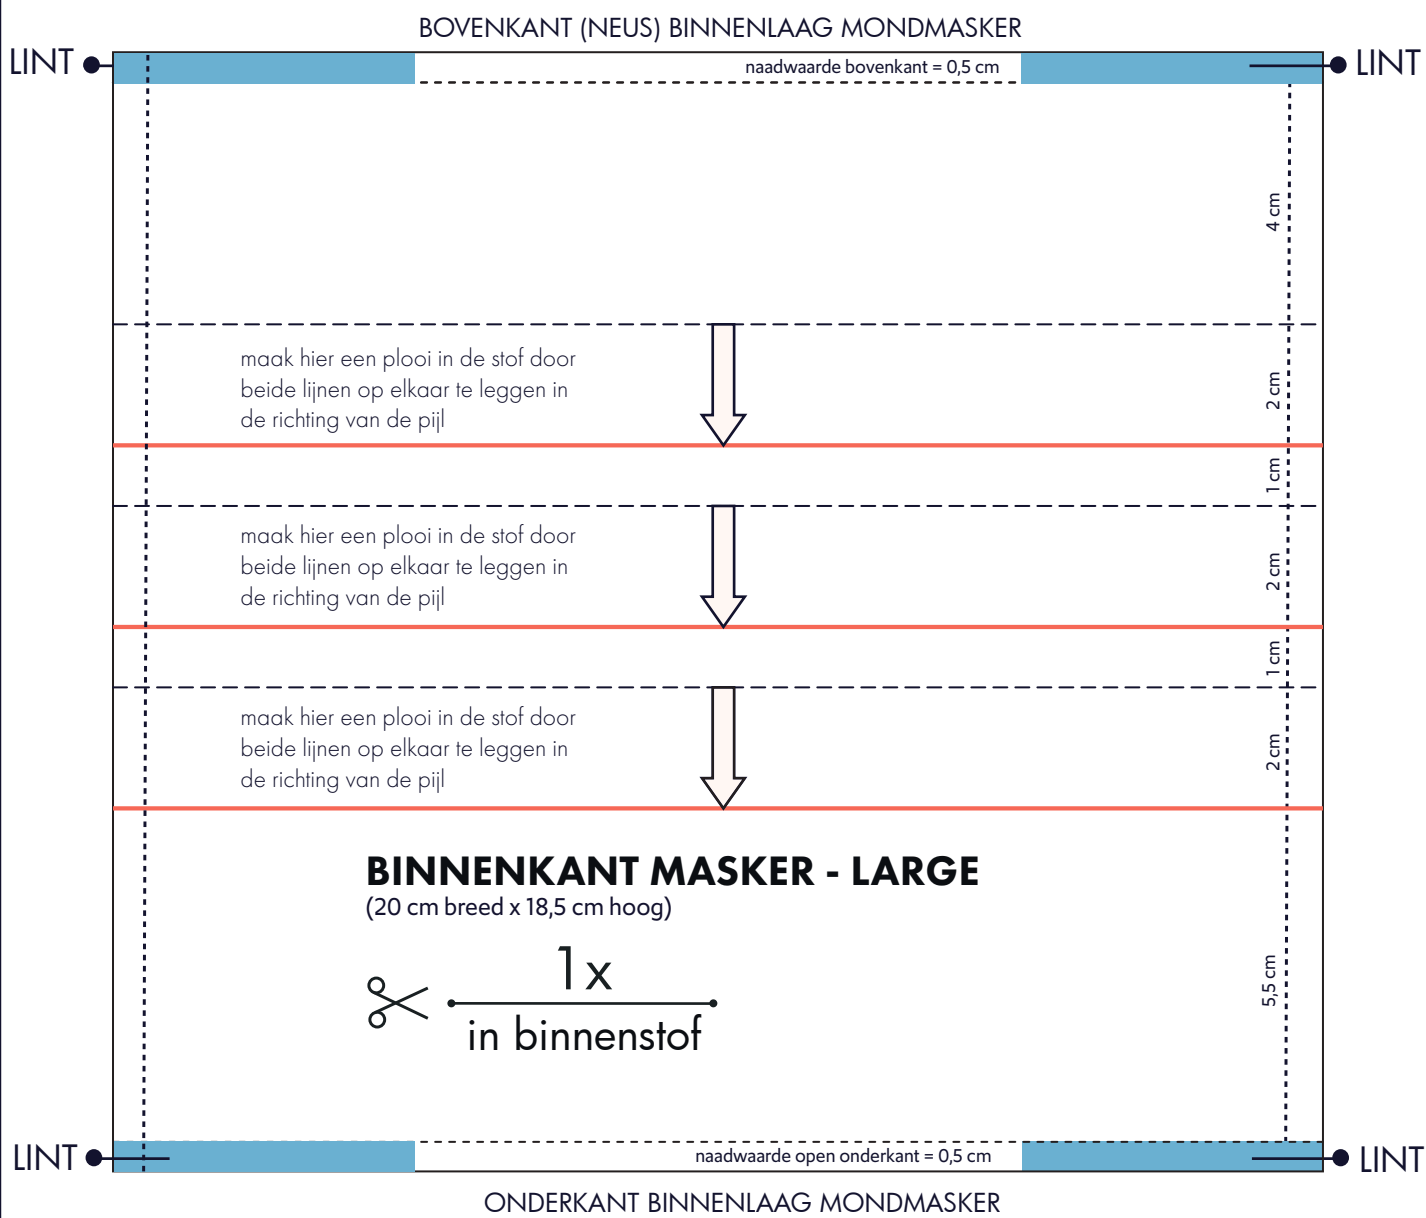 BOVENKANT (NEUS) BINNENLAAG MONDMASKER
LINT
naadwaarde bovenkant = 0,5 cm
LINT
4 cm
maak hier een plooi in de stof door
beide lijnen op elkaar te leggen in
de richting van de pijl
2 cm
1 cm
maak hier een plooi in de stof door
beide lijnen op elkaar te leggen in
de richting van de pijl
2 cm
1 cm
maak hier een plooi in de stof door
beide lijnen op elkaar te leggen in
de richting van de pijl
2 cm
BINNENKANT MASKER - LARGE
(20 cm breed x 18,5 cm hoog)
1x
in binnenstof
5,5 cm
LINT
naadwaarde open onderkant = 0,5 cm
LINT
ONDERKANT BINNENLAAG MONDMASKER